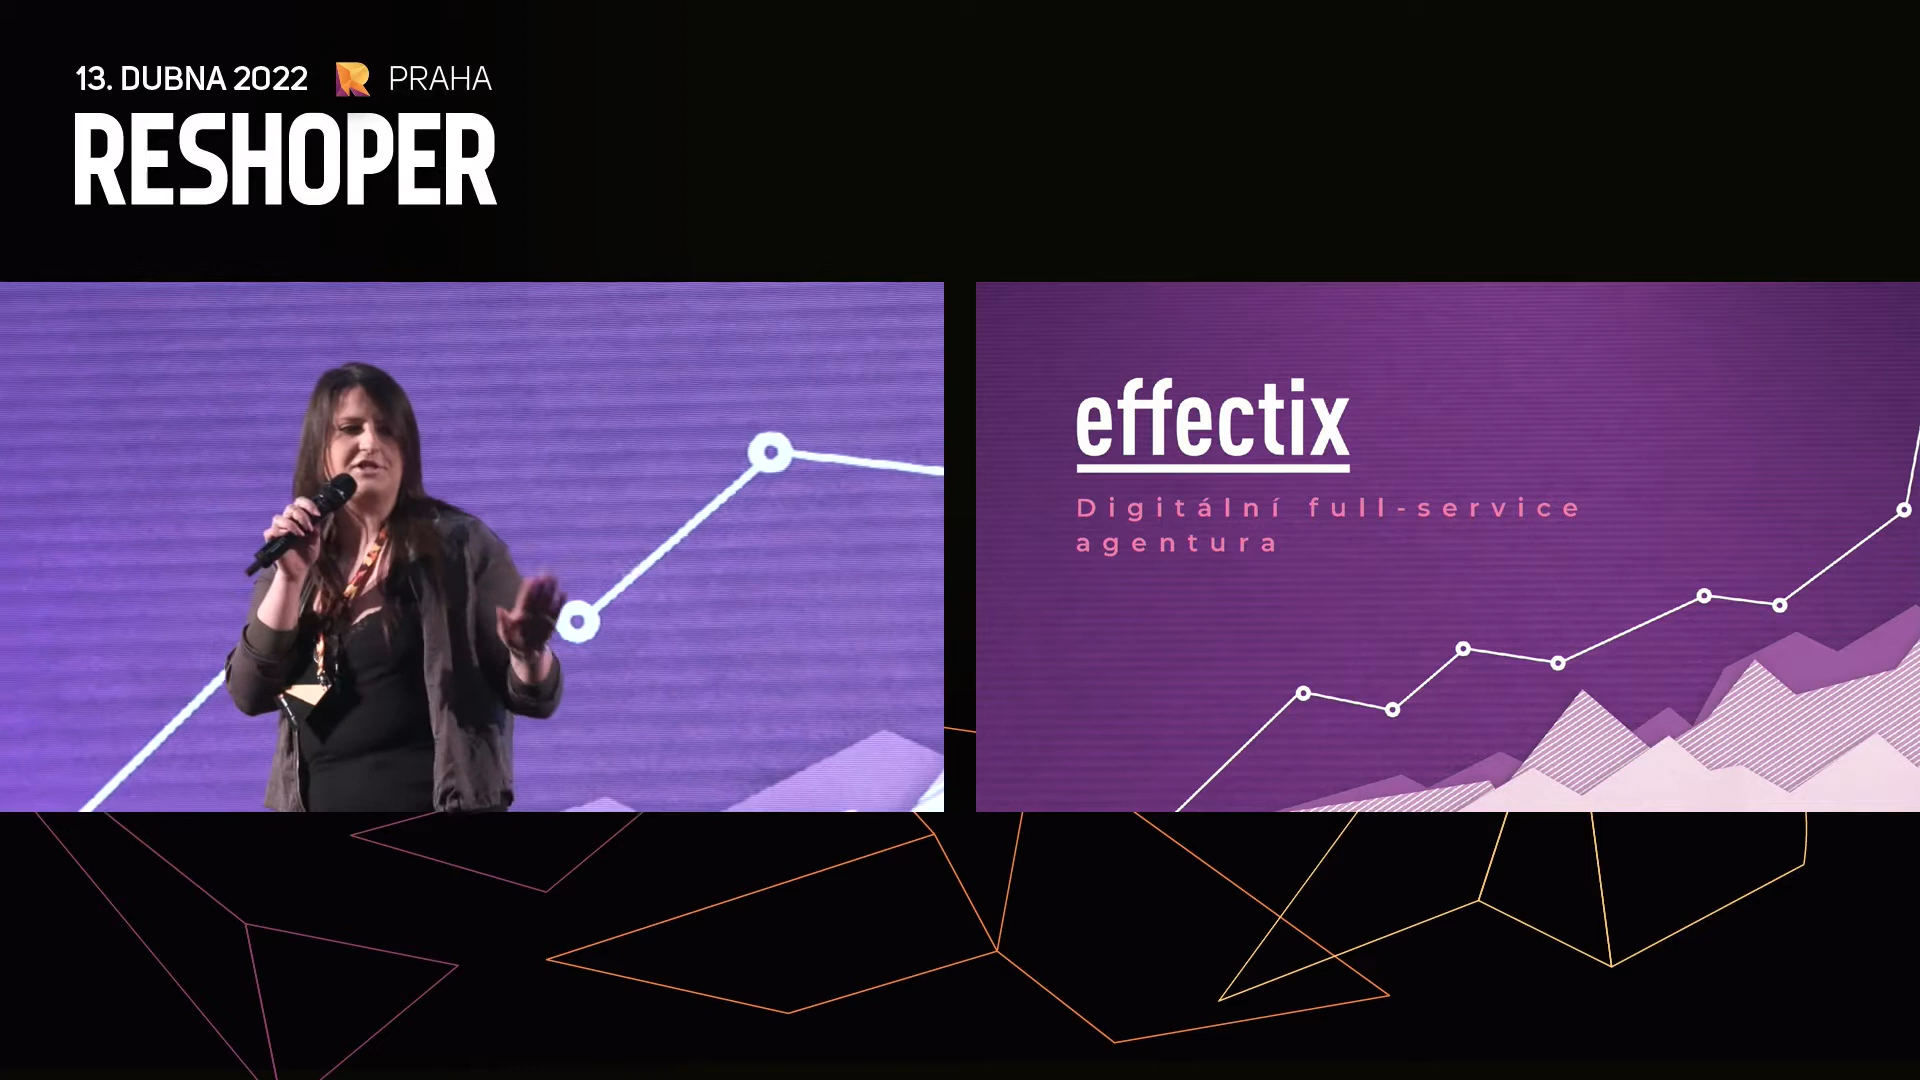 13. DUBNA 2022 PRAHA
RESHOPER
effectix
Digitální full-service
agentura